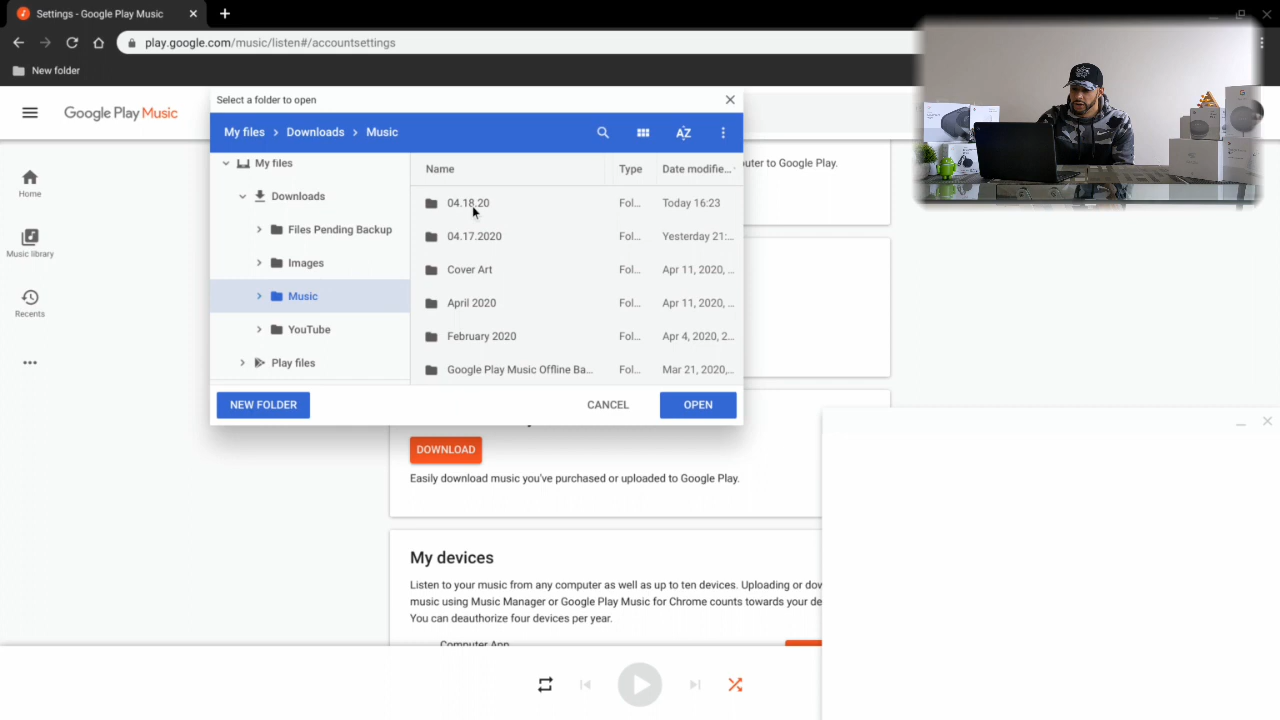 Settings - Google Play Music
play.google.com/music/listen#/accountsettings
New folder
Google Play Music
Home
Music library
Recents
Select a folder to open
My files > Downloads > Music
My files
Downloads
Files Pending Backup
Images
Music
YouTube
Play files
Name Type Date modifie...
04.18.20 Fol... Today 16:23
04.17.2020 Fol... Yesterday 21:...
Cover Art Fol... Apr 11, 2020, ...
April 2020 Fol... Apr 11, 2020, ...
February 2020 Fol... Apr 4, 2020, 2...
Google Play Music Offline Ba... Fol... Mar 21, 2020,...
NEW FOLDER CANCEL OPEN
uter to Google Play.
DOWNLOAD
Easily download music you've purchased or uploaded to Google Play.
My devices
Listen to your music from any computer as well as up to ten devices. Uploading or dov
music using Music Manager or Google Play Music for Chrome counts towards your de
You can deauthorize four devices per year.
Computer App